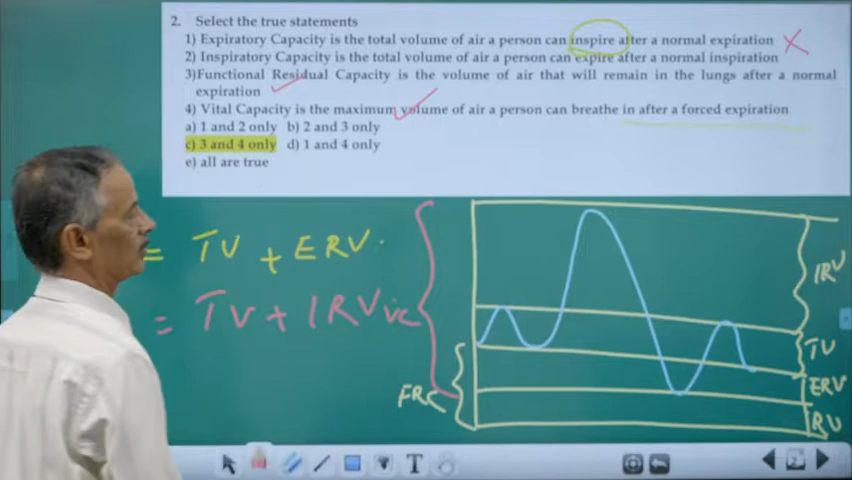 2. Select the true statements
1) Expiratory Capacity is the total volume of air a person can inspire after a normal expiration
2) Inspiratory Capacity is the total volume of air a person can expire after a normal inspiration
3)Functional Residual Capacity is the volume of air that will remain in the lungs after a normal
expiration
4) Vital Capacity is the maximum volume of air a person can breathe in after a forced expiration
a) 1 and 2 only b) 2 and 3 only
c) 3 and 4 only d) 1 and 4 only
e) all are true
= TV + ERV.
= TV + IRV
vc
FRC
IRV
TV
ERV
RV
T
2